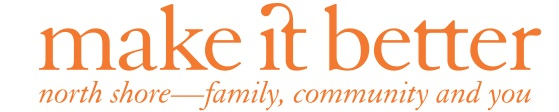 make it better
north shore—family, community and you